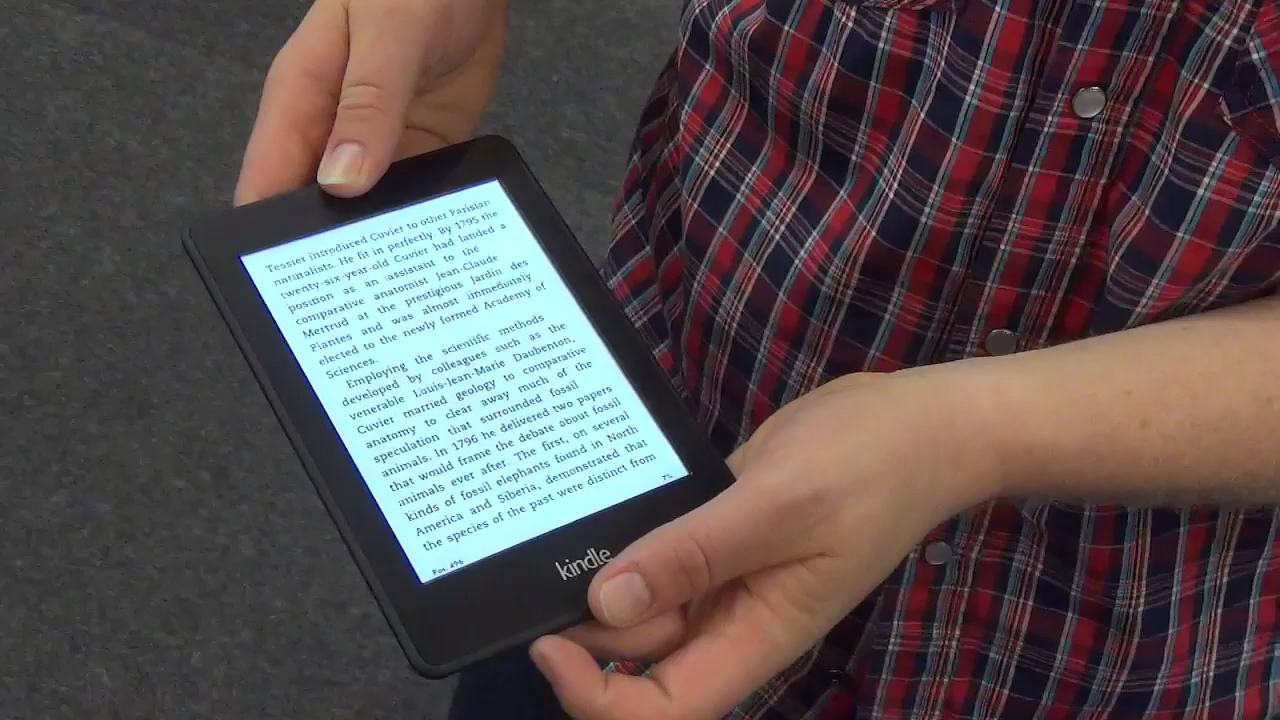 Tessier introduced Cuvier to other Parisian
naturalists. He fit in perfectly. By 1795 the
twenty-six-year-old Cuvier had landed a
position as an assistant to the
comparative anatomist Jean-Claude
Mertrud at the prestigious Jardin des
Plantes and was almost immediately
elected to the newly formed Academy of
Sciences.
Employing the scientific methods
developed by colleagues such as the
venerable Louis-Jean-Marie Daubenton,
Cuvier married geology to comparative
anatomy to clear away much of the
speculation that surrounded fossil
animals. In 1796 he delivered two papers
that would frame the debate about fossil
animals ever after. The first, on several
kinds of fossil elephants found in North
America and Siberia, demonstrated that
the species of the past were distinct from
Pos. 496 7%
kindle